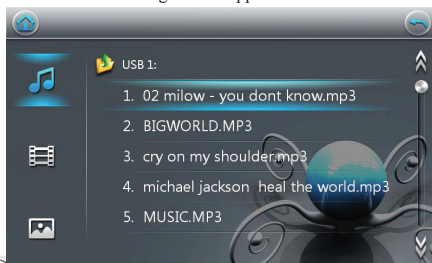 USB 1:
1. 02 milow - you dont know.mp3
2. BIGWORLD.MP3
3. cry on my shoulder.mp3
4. michael jackson heal the world.mp3
5. MUSIC.MP3